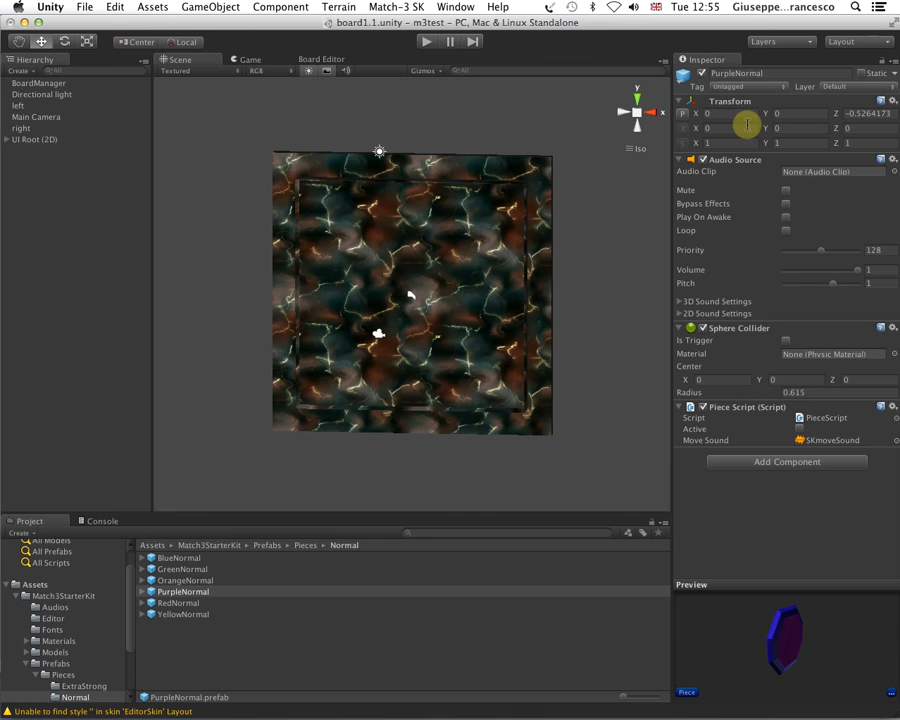 Unity File Edit Assets GameObject Component Terrain Match-3 SK Window Tue 12:55 Giuseppe...rancesco
board1.1.unity - m3test - PC, Mac & Linux Standalone
Center Local Layers Layout
Hierarchy
Create All
BoardManager
Directional light
left
Main Camera
right
UI Root (2D)
Scene Game Board Editor
Textured RGB Gizmos All
y
x
Iso
Inspector
PurpleNormal Static
Tag Untagged Layer Default
Transform
P X 0 Y 0 Z -0.5264173
R X 0 Y 0 Z 0
S X 1 Y 1 Z 1
Audio Source
Audio Clip None (Audio Clip)
Mute
Bypass Effects
Play On Awake
Loop
Priority 128
Volume 1
Pitch 1
3D Sound Settings
2D Sound Settings
Sphere Collider
Is Trigger
Material None (Physic Material)
Center
X 0 Y 0 Z 0
Radius 0.615
Piece Script (Script)
Script PieceScript
Active
Move Sound SKmoveSound
Add Component
Project Console
Create
All Models
All Prefabs
All Scripts
Assets
Match3StarterKit
Audios
Editor
Fonts
Materials
Models
Prefabs
Pieces
ExtraStrong
Normal
Assets Match3StarterKit Prefabs Pieces Normal
BlueNormal
GreenNormal
OrangeNormal
PurpleNormal
RedNormal
YellowNormal
PurpleNormal.prefab
Preview
Piece ...
Unable to find style '' in skin 'EditorSkin' Layout